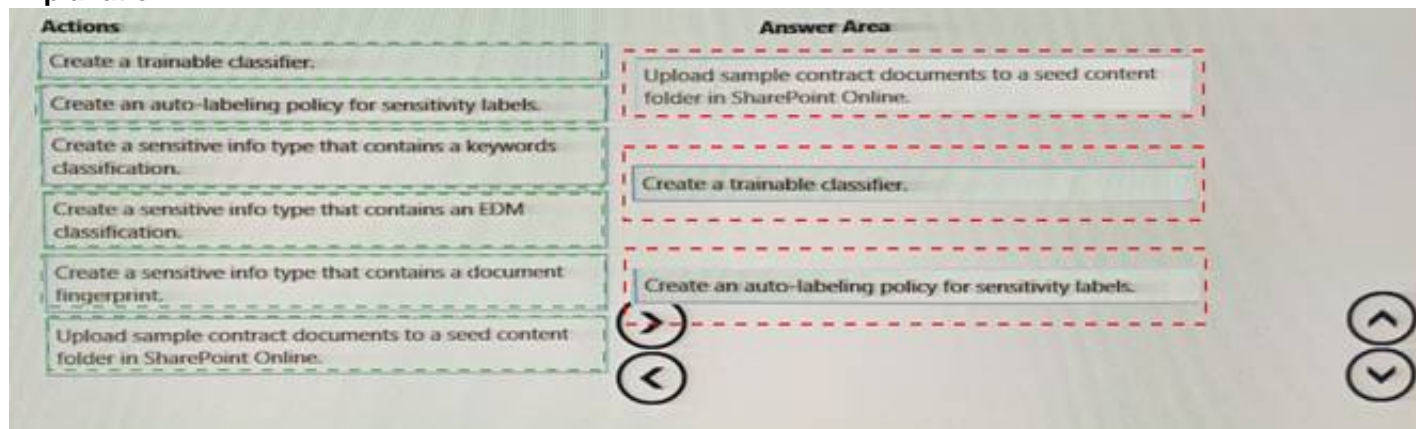 Actions
Answer Area
Create a trainable classifier.
Create an auto-labeling policy for sensitivity labels.
Create a sensitive info type that contains a keywords
classification.
Create a sensitive info type that contains an EDM
classification.
Create a sensitive info type that contains a document
fingerprint.
Upload sample contract documents to a seed content
folder in SharePoint Online.
Upload sample contract documents to a seed content
folder in SharePoint Online.
Create a trainable classifier.
Create an auto-labeling policy for sensitivity labels.